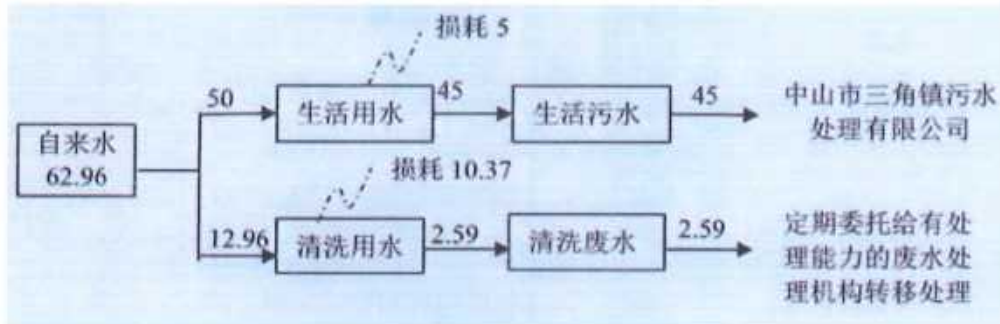 损耗 5
50
生活用水
45
生活污水
45
中山市三角镇污水
处理有限公司
自来水
62.96
损耗 10.37
12.96
清洗用水
2.59
清洗废水
2.59
定期委托给有处
理能力的废水处
理机构转移处理